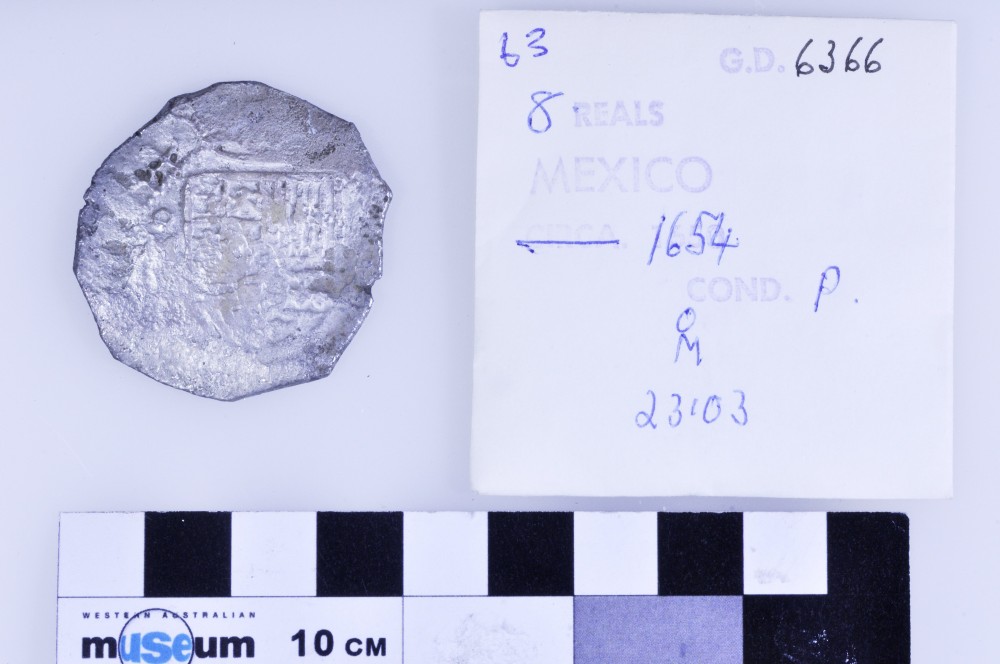 63
G.D. 6366
8 REALS
MEXICO
CIRCA. 1654
COND. P.
o
M
23.03
WESTERN AUSTRALIAN
museum 10 CM